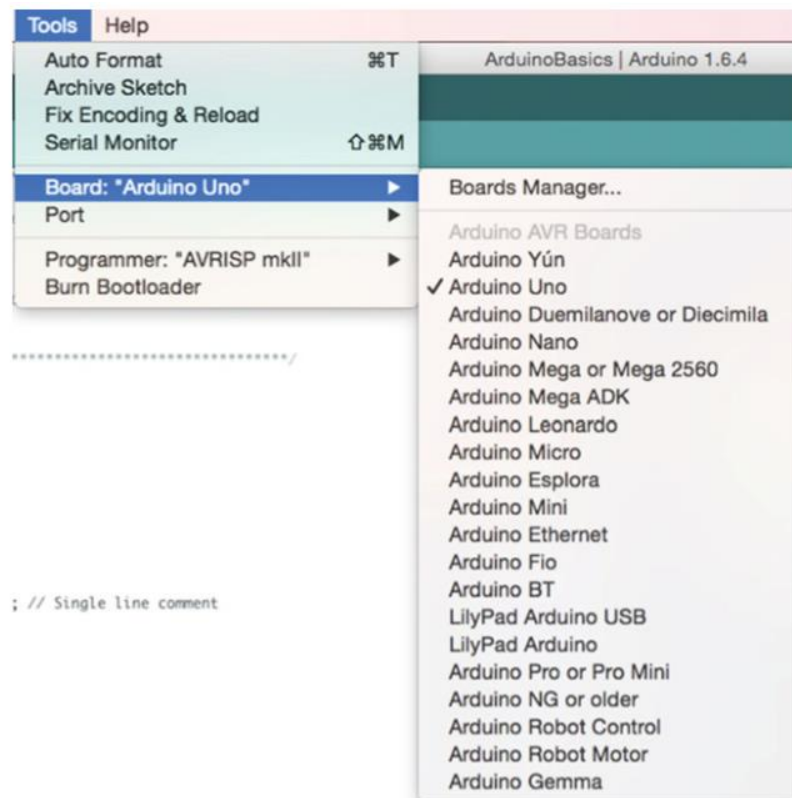 Tools Help
Auto Format ⌘T
Archive Sketch
Fix Encoding & Reload
Serial Monitor ⇧⌘M
Board: "Arduino Uno" ▶
Port ▶
Programmer: "AVRISP mkII" ▶
Burn Bootloader
ArduinoBasics | Arduino 1.6.4
Boards Manager...
Arduino AVR Boards
Arduino Yún
✓ Arduino Uno
Arduino Duemilanove or Diecimila
Arduino Nano
Arduino Mega or Mega 2560
Arduino Mega ADK
Arduino Leonardo
Arduino Micro
Arduino Esplora
Arduino Mini
Arduino Ethernet
Arduino Fio
Arduino BT
LilyPad Arduino USB
LilyPad Arduino
Arduino Pro or Pro Mini
Arduino NG or older
Arduino Robot Control
Arduino Robot Motor
Arduino Gemma
********************************/
; // Single line comment